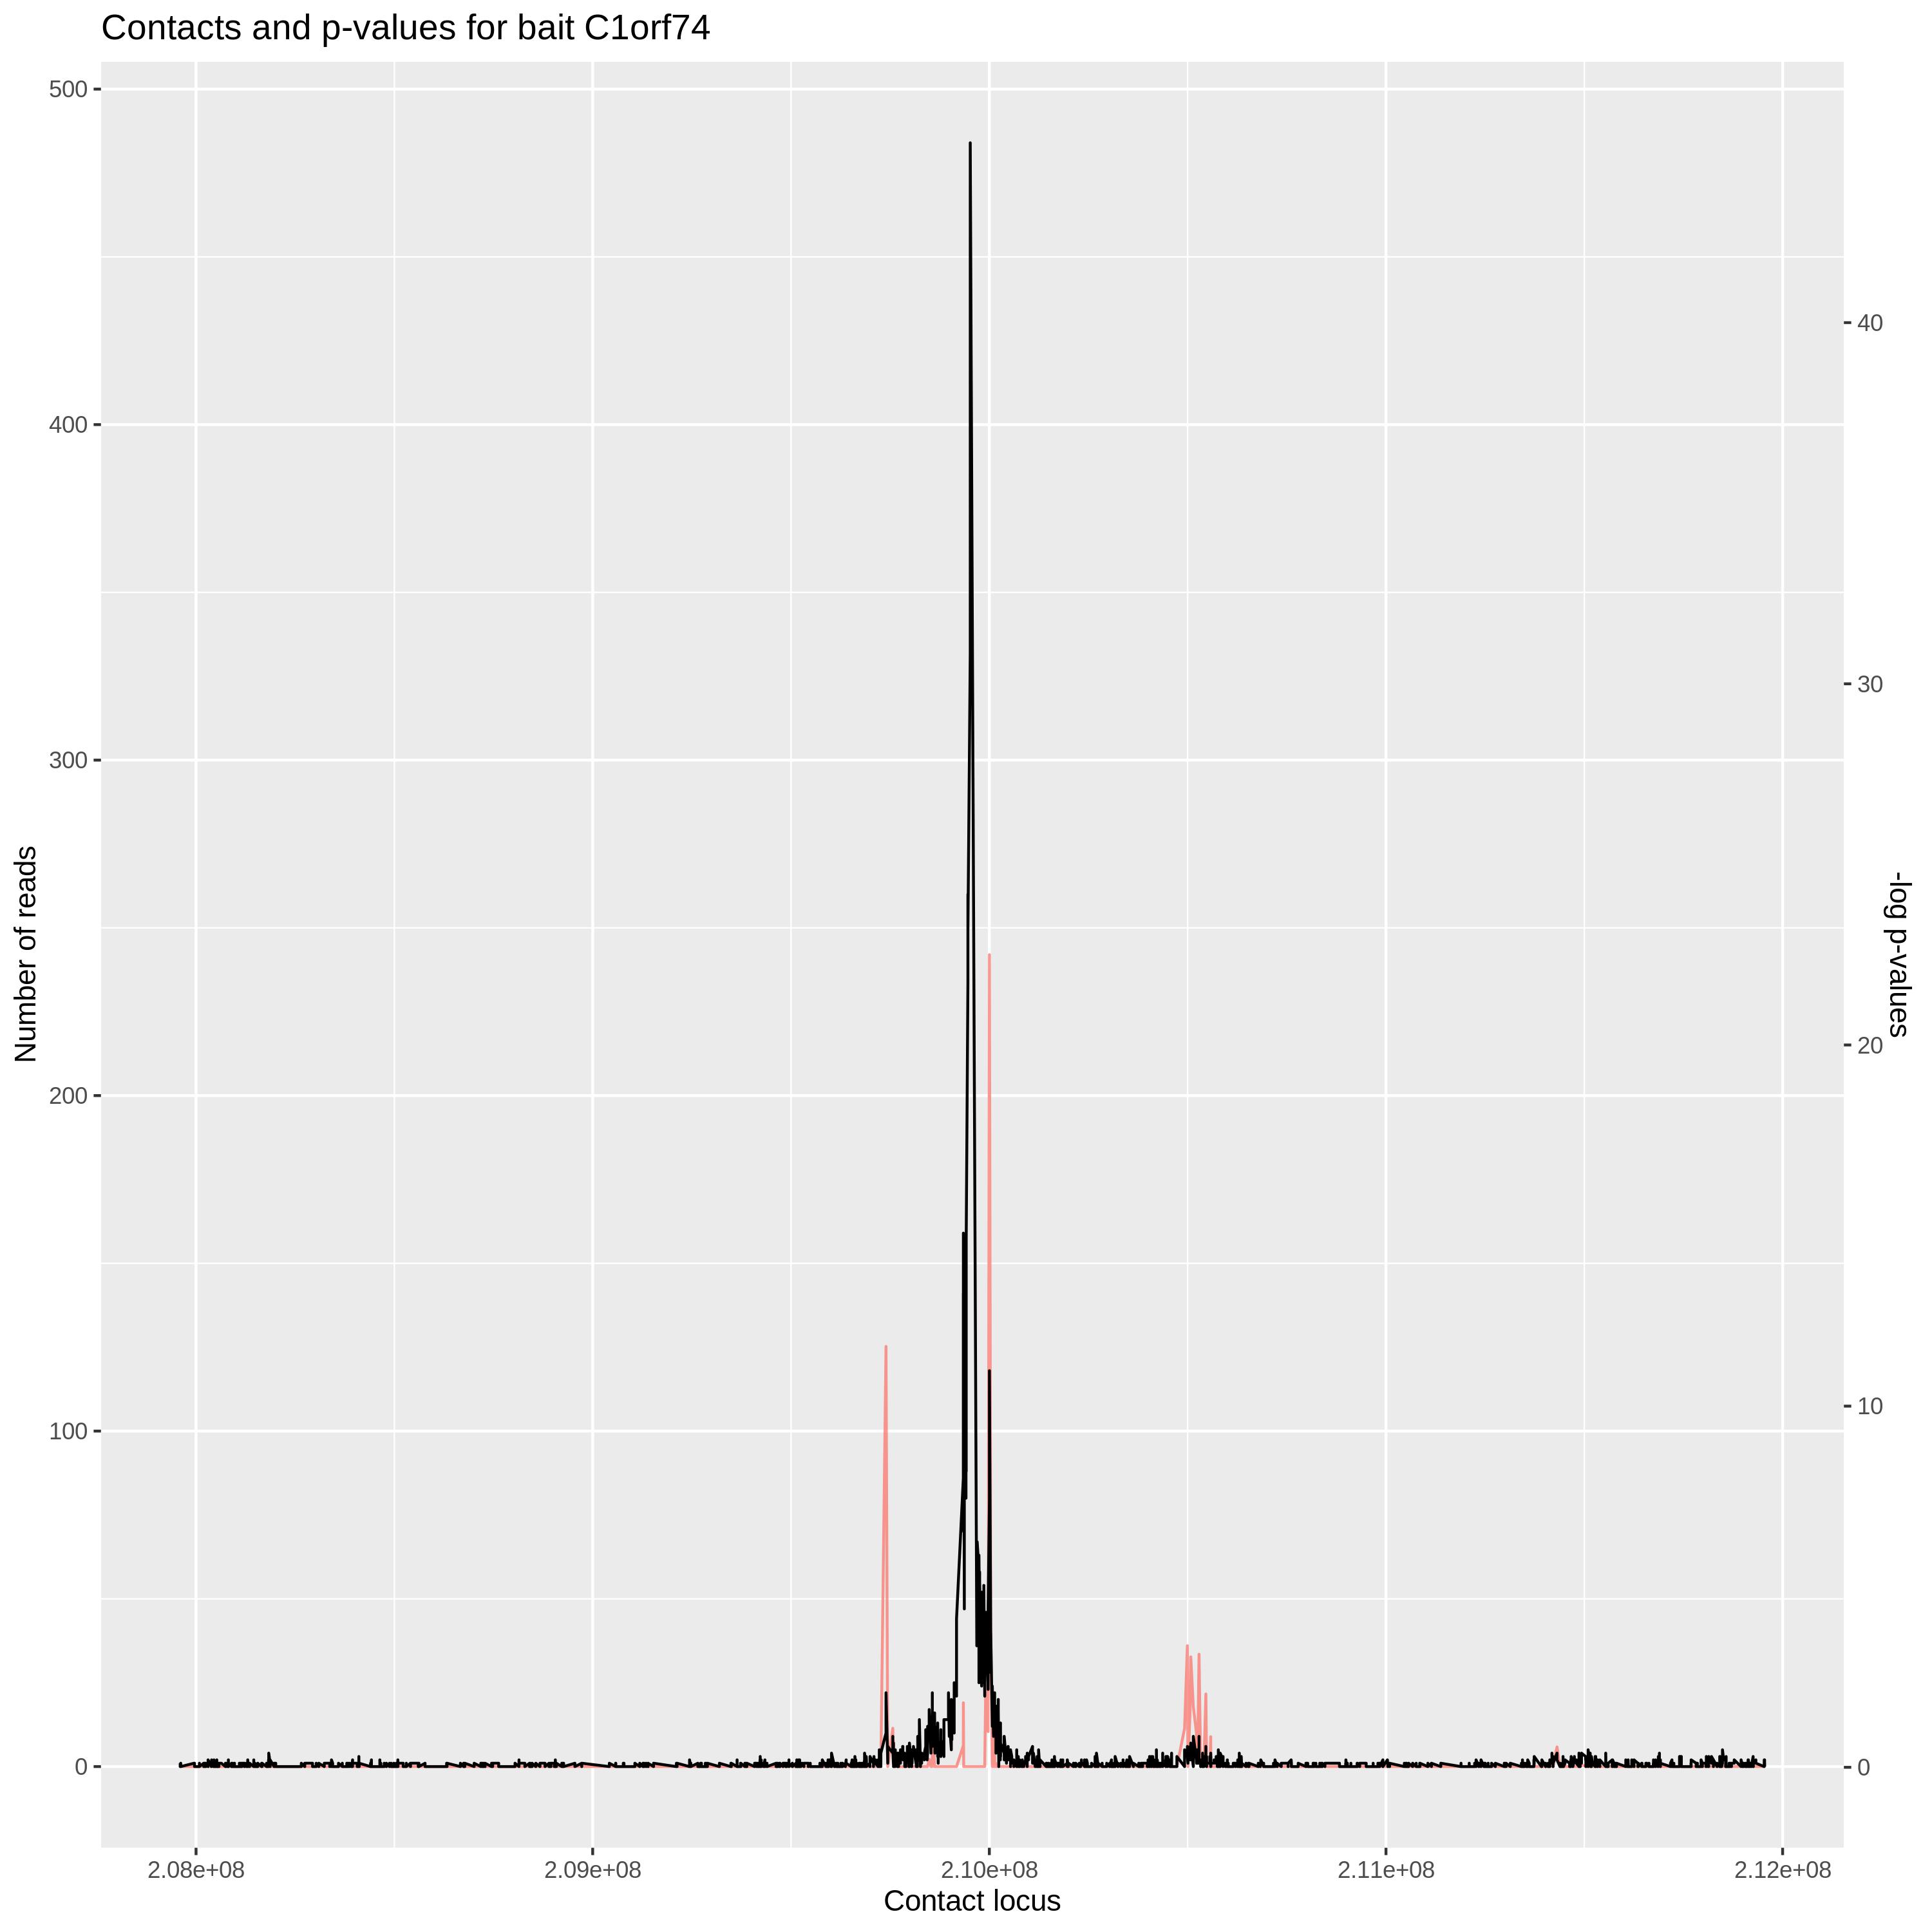 Contacts and p-values for bait C1orf74
500
400
300
200
100
0
Number of reads
40
30
20
10
0
-log p-values
2.08e+08
2.09e+08
2.10e+08
2.11e+08
2.12e+08
Contact locus